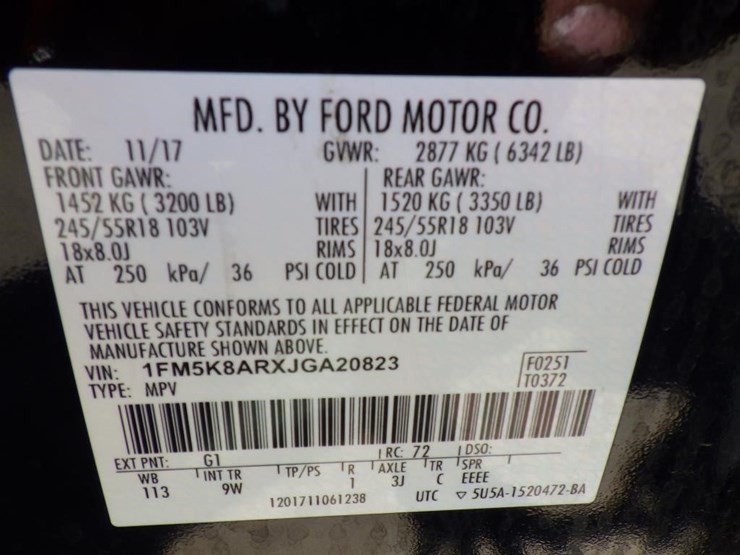 MFD. BY FORD MOTOR CO.
DATE: 11/17 GVWR: 2877 KG ( 6342 LB)
FRONT GAWR: REAR GAWR:
1452 KG ( 3200 LB) WITH 1520 KG ( 3350 LB) WITH
245/55R18 103V TIRES 245/55R18 103V TIRES
18x8.0J RIMS 18x8.0J RIMS
AT 250 kPa/ 36 PSI COLD AT 250 kPa/ 36 PSI COLD
THIS VEHICLE CONFORMS TO ALL APPLICABLE FEDERAL MOTOR
VEHICLE SAFETY STANDARDS IN EFFECT ON THE DATE OF
MANUFACTURE SHOWN ABOVE.
VIN: 1FM5K8ARXJGA20823 F0251
TYPE: MPV T0372
EXT PNT: G1 RC: 72 DSO:
WB INT TR TP/PS R AXLE TR SPR
113 9W 1 3J C EEEE
1201711061238 UTC ▽ 5U5A-1520472-BA